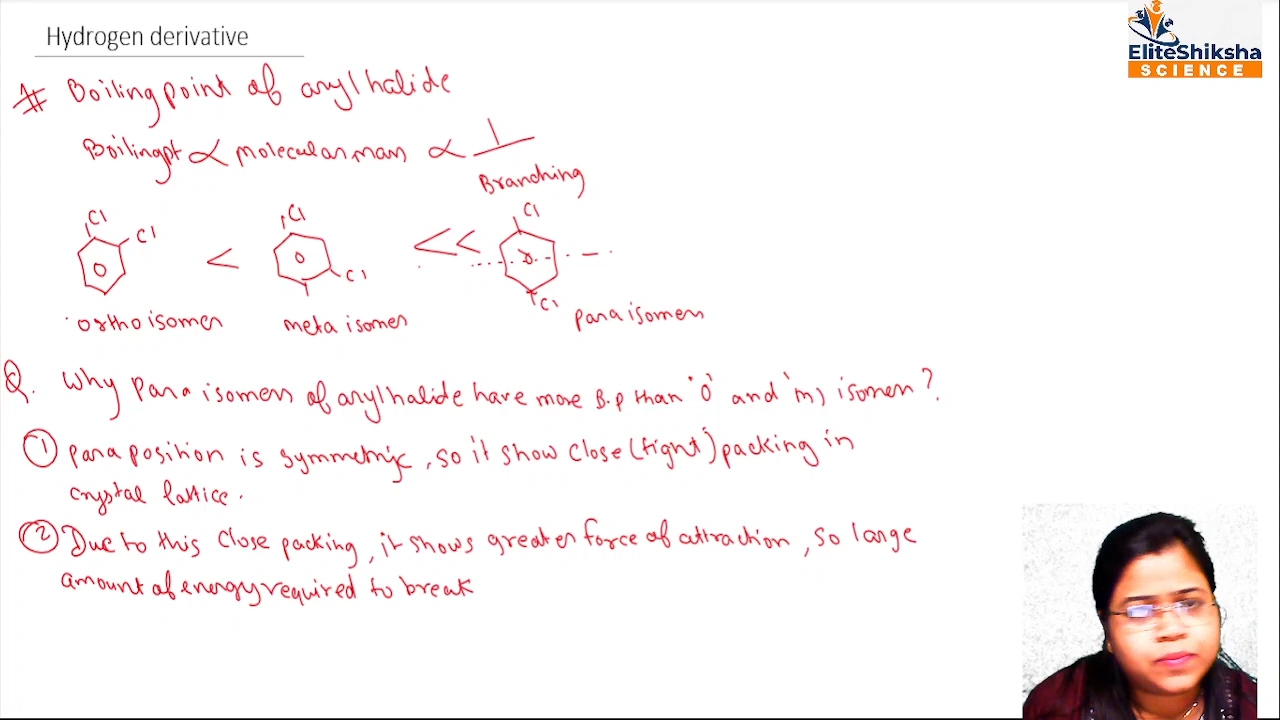 Hydrogen derivative
EliteShiksha
SCIENCE
# Boiling point of aryl halide
Boiling pt ∝ molecular mass ∝ 1
Branching
Cl Cl < Cl Cl << Cl Cl
ortho isomer meta isomer para isomers
Q. Why para isomers of aryl halide have more B.p than 'o' and 'm' isomer?
① para position is symmetric, so it show close (tight) packing in
crystal lattice.
② Due to this close packing, it shows greater force of attraction, so large
amount of energy required to break